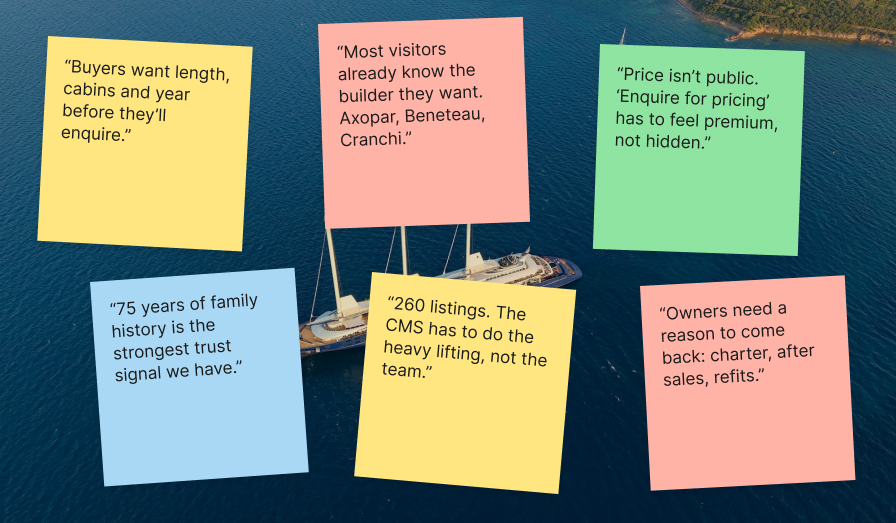 “Buyers want length,
cabins and year
before they’ll
enquire.”
“Most visitors
already know the
builder they want.
Axopar, Beneteau,
Cranchi.”
“Price isn’t public.
‘Enquire for pricing’
has to feel premium,
not hidden.”
“75 years of family
history is the
strongest trust
signal we have.”
“260 listings. The
CMS has to do the
heavy lifting, not the
team.”
“Owners need a
reason to come
back: charter, after
sales, refits.”